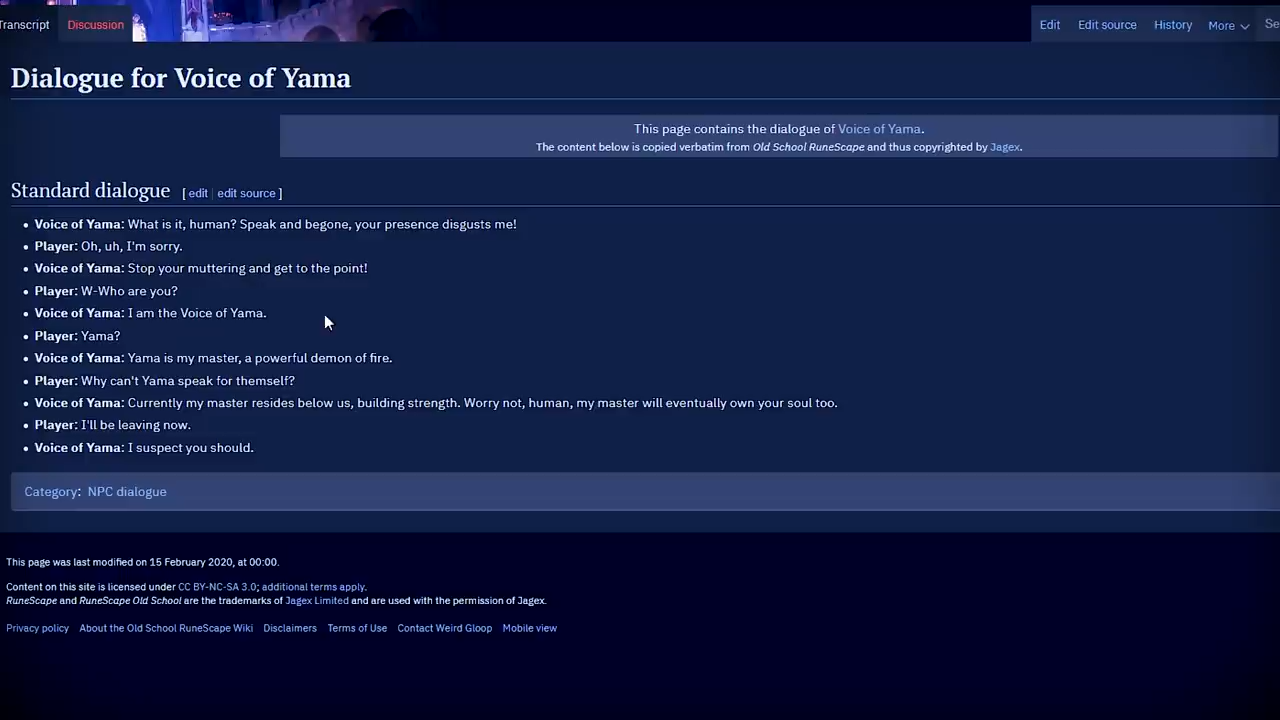 Transcript Discussion Edit Edit source History More Se
Dialogue for Voice of Yama
This page contains the dialogue of Voice of Yama.
The content below is copied verbatim from Old School RuneScape and thus copyrighted by Jagex.
Standard dialogue [ edit | edit source ]
• Voice of Yama: What is it, human? Speak and begone, your presence disgusts me!
• Player: Oh, uh, I'm sorry.
• Voice of Yama: Stop your muttering and get to the point!
• Player: W-Who are you?
• Voice of Yama: I am the Voice of Yama.
• Player: Yama?
• Voice of Yama: Yama is my master, a powerful demon of fire.
• Player: Why can't Yama speak for themself?
• Voice of Yama: Currently my master resides below us, building strength. Worry not, human, my master will eventually own your soul too.
• Player: I'll be leaving now.
• Voice of Yama: I suspect you should.
Category: NPC dialogue
This page was last modified on 15 February 2020, at 00:00.
Content on this site is licensed under CC BY-NC-SA 3.0; additional terms apply.
RuneScape and RuneScape Old School are the trademarks of Jagex Limited and are used with the permission of Jagex.
Privacy policy About the Old School RuneScape Wiki Disclaimers Terms of Use Contact Weird Gloop Mobile view